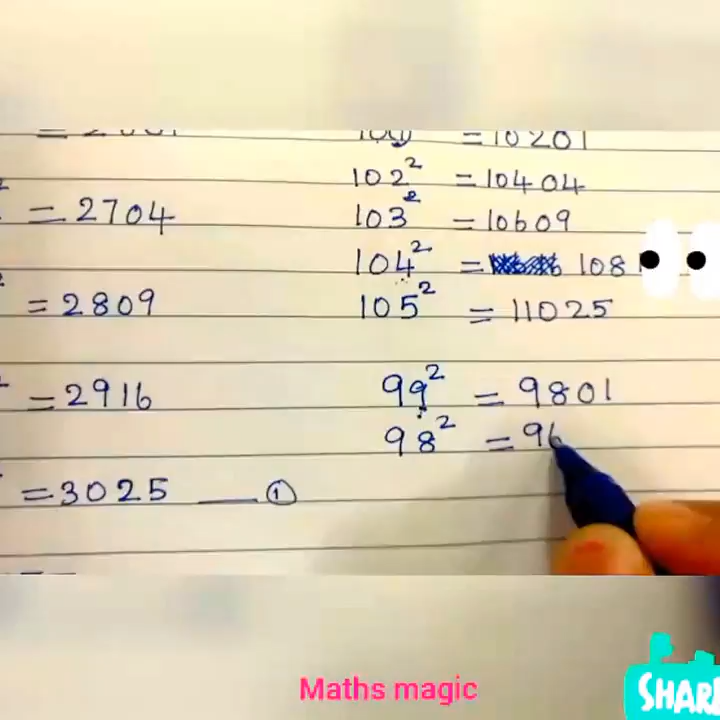 = 10201
= 2704
= 2809
= 2916
= 3025 ①
102² = 10404
103² = 10609
104² = 108
105² = 11025
99² = 9801
98² = 96
Maths magic
SHAR